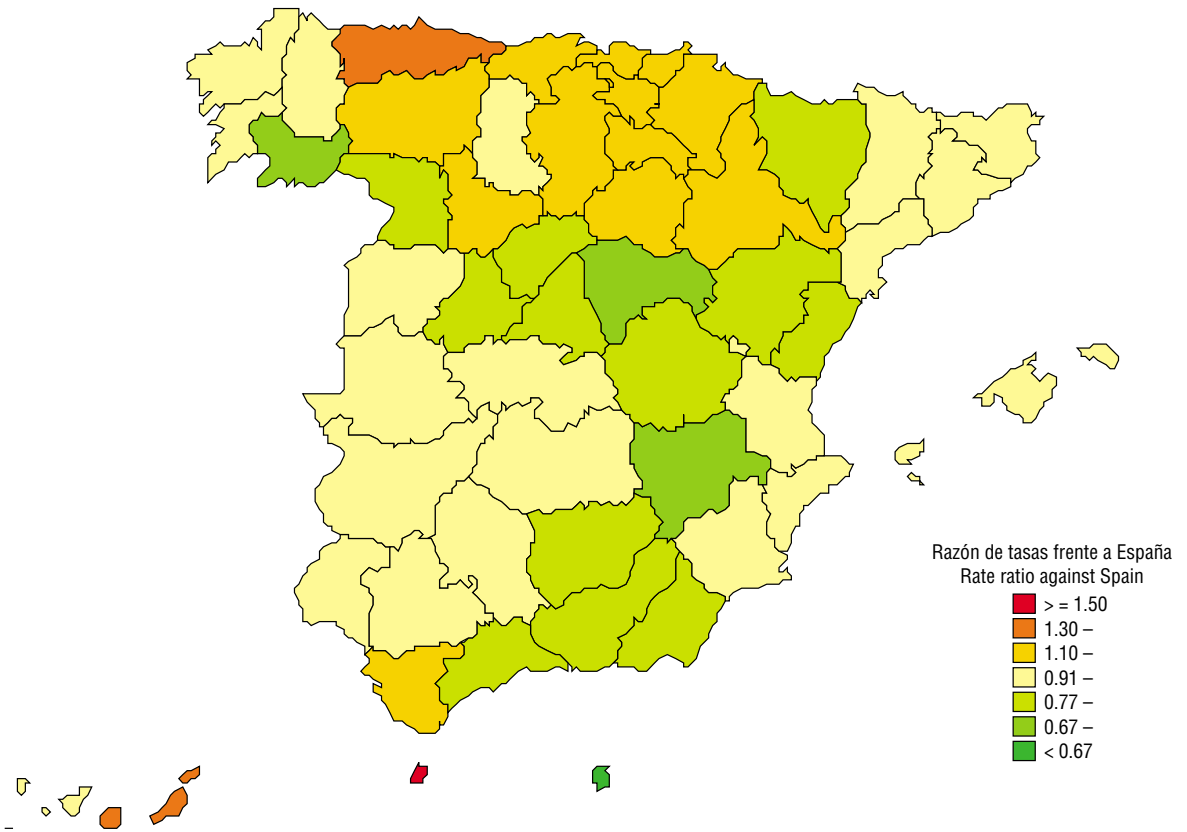 Razón de tasas frente a España
Rate ratio against Spain
> = 1.50
1.30 –
1.10 –
0.91 –
0.77 –
0.67 –
< 0.67